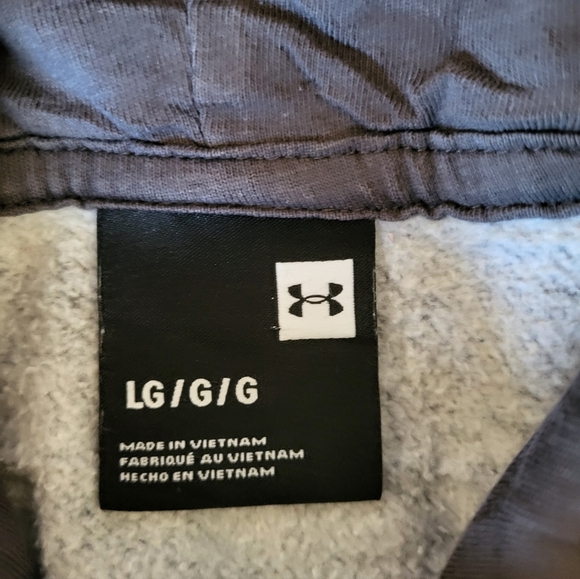 LG/G/G
MADE IN VIETNAM
FABRIQUÉ AU VIETNAM
HECHO EN VIETNAM